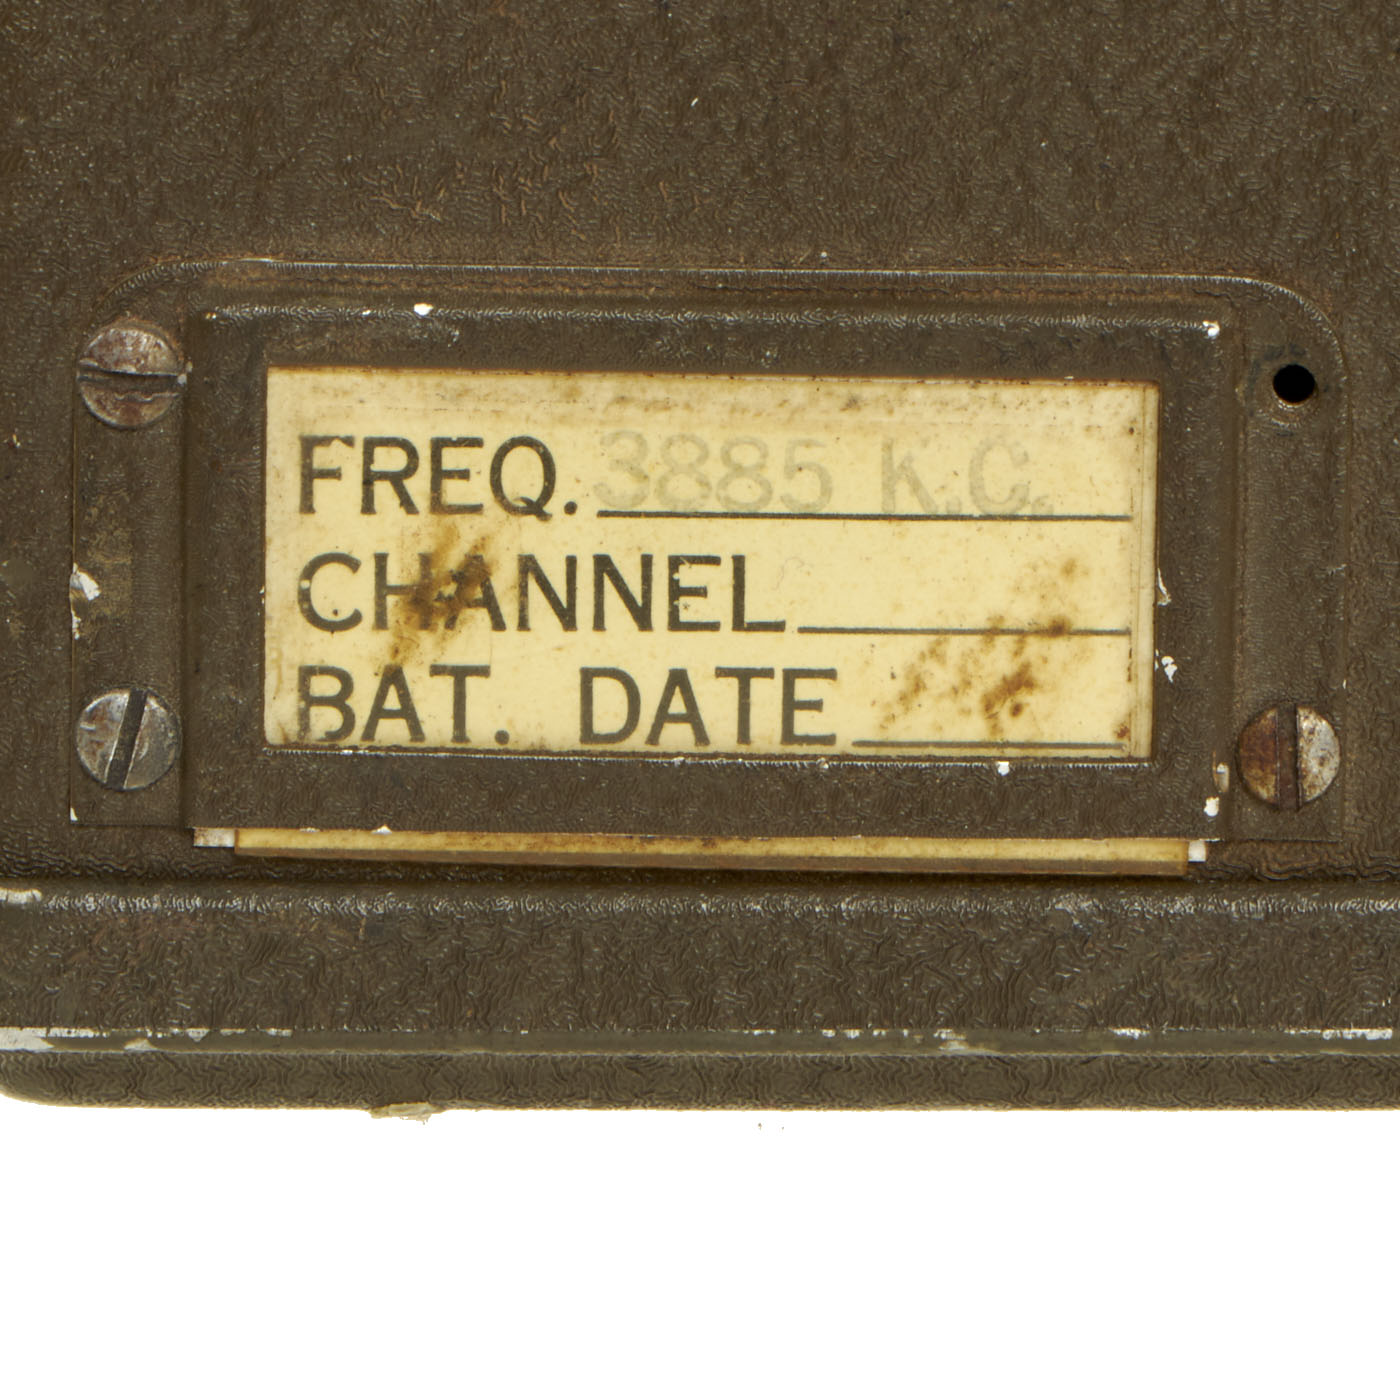 FREQ. 3885 K.C.
CHANNEL
BAT. DATE